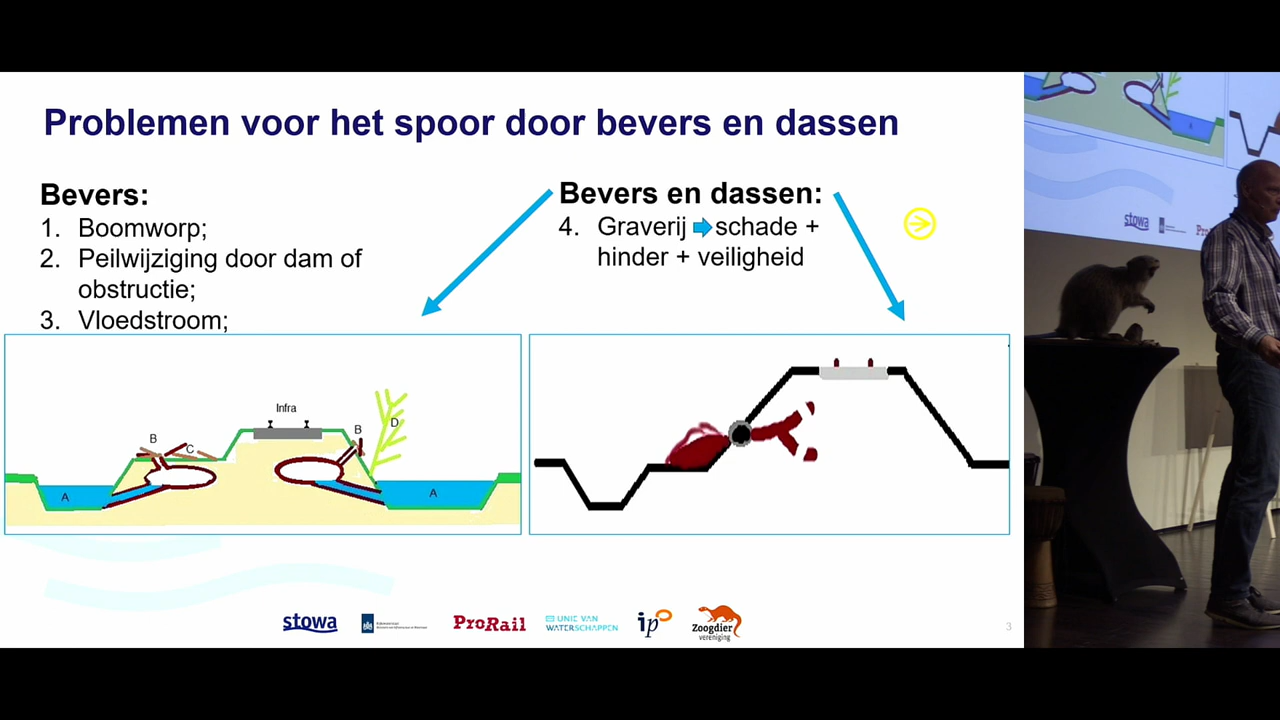 Problemen voor het spoor door bevers en dassen
Bevers:
1. Boomworp;
2. Peilwijziging door dam of
obstructie;
3. Vloedstroom;
Bevers en dassen:
4. Graverij schade +
hinder + veiligheid
Infra
B
C
B
D
A
A
stowa
ProRail
UNIE VAN
WATERSCHAPPEN
ip
Zoogdier
vereniging
3
stowa